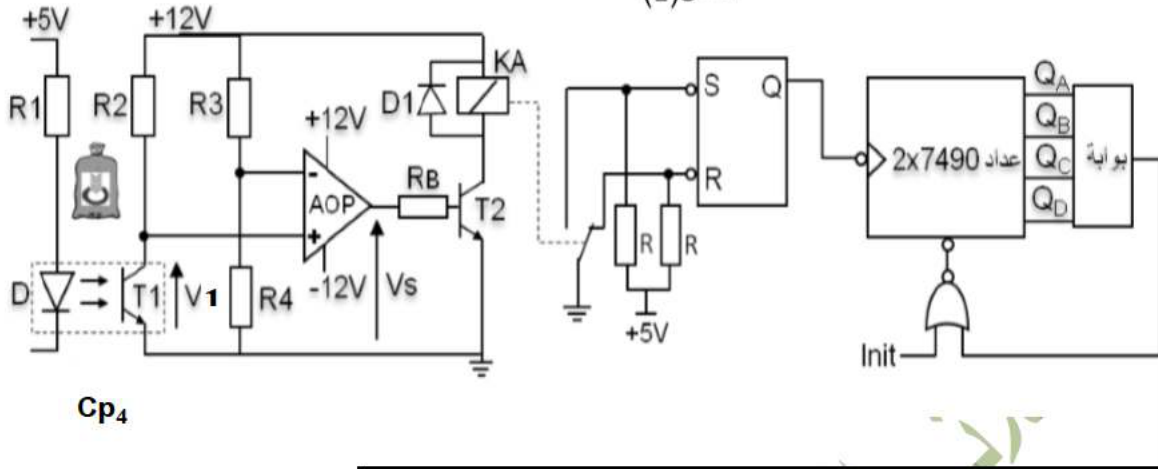 +5V
+12V
R1
R2
R3
+12V
D1
KA
-
AOP
+
RB
T2
-12V
Vs
D
T1
V1
R4
Cp4
S
Q
R
R
R
+5V
عداد 2x7490
QA
QB
QC
QD
بوابة
Init